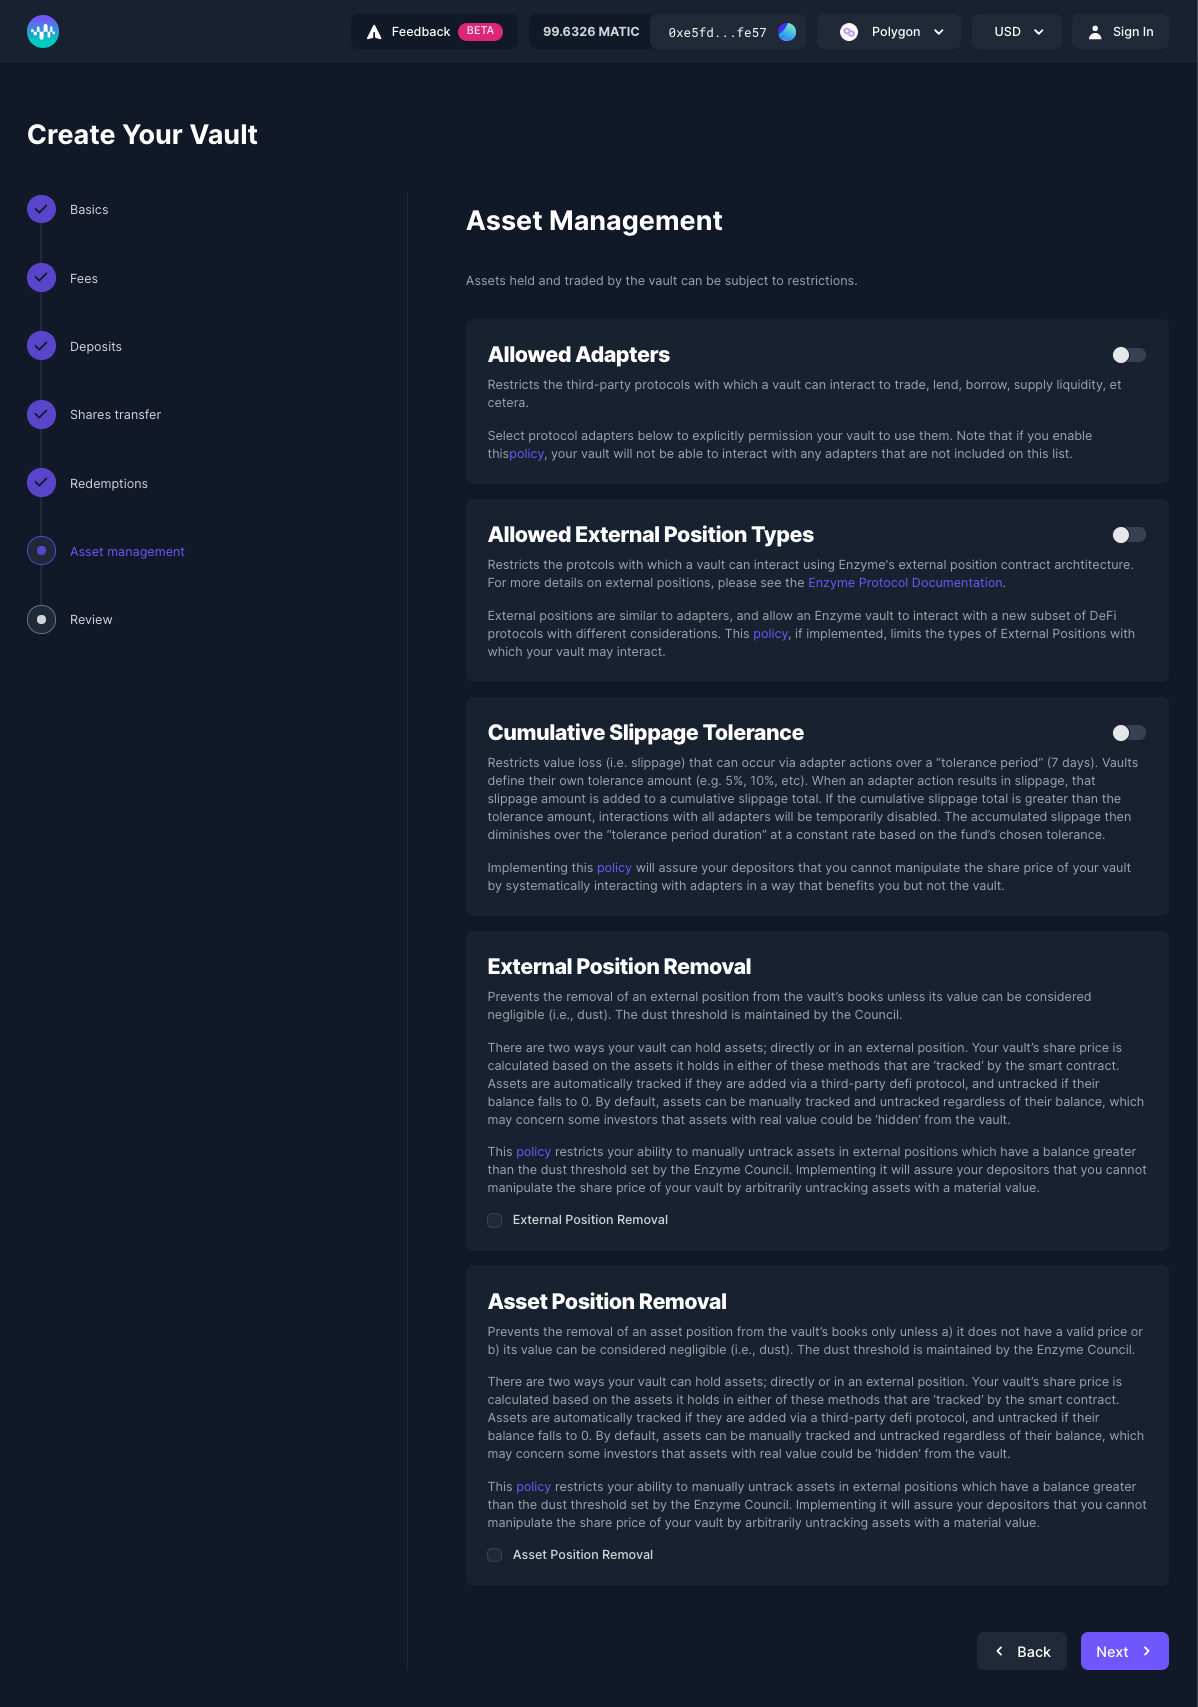 Feedback BETA 99.6326 MATIC 0xe5fd...fe57 Polygon USD Sign In
Create Your Vault
Basics
Fees
Deposits
Shares transfer
Redemptions
Asset management
Review
Asset Management
Assets held and traded by the vault can be subject to restrictions.
Allowed Adapters
Restricts the third-party protocols with which a vault can interact to trade, lend, borrow, supply liquidity, et
cetera.
Select protocol adapters below to explicitly permission your vault to use them. Note that if you enable
thispolicy, your vault will not be able to interact with any adapters that are not included on this list.
Allowed External Position Types
Restricts the protcols with which a vault can interact using Enzyme's external position contract archtitecture.
For more details on external positions, please see the Enzyme Protocol Documentation.
External positions are similar to adapters, and allow an Enzyme vault to interact with a new subset of DeFi
protocols with different considerations. This policy, if implemented, limits the types of External Positions with
which your vault may interact.
Cumulative Slippage Tolerance
Restricts value loss (i.e. slippage) that can occur via adapter actions over a “tolerance period” (7 days). Vaults
define their own tolerance amount (e.g. 5%, 10%, etc). When an adapter action results in slippage, that
slippage amount is added to a cumulative slippage total. If the cumulative slippage total is greater than the
tolerance amount, interactions with all adapters will be temporarily disabled. The accumulated slippage then
diminishes over the “tolerance period duration” at a constant rate based on the fund’s chosen tolerance.
Implementing this policy will assure your depositors that you cannot manipulate the share price of your vault
by systematically interacting with adapters in a way that benefits you but not the vault.
External Position Removal
Prevents the removal of an external position from the vault’s books unless its value can be considered
negligible (i.e., dust). The dust threshold is maintained by the Council.
There are two ways your vault can hold assets; directly or in an external position. Your vault’s share price is
calculated based on the assets it holds in either of these methods that are ‘tracked’ by the smart contract.
Assets are automatically tracked if they are added via a third-party defi protocol, and untracked if their
balance falls to 0. By default, assets can be manually tracked and untracked regardless of their balance, which
may concern some investors that assets with real value could be ‘hidden’ from the vault.
This policy restricts your ability to manually untrack assets in external positions which have a balance greater
than the dust threshold set by the Enzyme Council. Implementing it will assure your depositors that you cannot
manipulate the share price of your vault by arbitrarily untracking assets with a material value.
External Position Removal
Asset Position Removal
Prevents the removal of an asset position from the vault’s books only unless a) it does not have a valid price or
b) its value can be considered negligible (i.e., dust). The dust threshold is maintained by the Enzyme Council.
There are two ways your vault can hold assets; directly or in an external position. Your vault’s share price is
calculated based on the assets it holds in either of these methods that are ‘tracked’ by the smart contract.
Assets are automatically tracked if they are added via a third-party defi protocol, and untracked if their
balance falls to 0. By default, assets can be manually tracked and untracked regardless of their balance, which
may concern some investors that assets with real value could be ‘hidden’ from the vault.
This policy restricts your ability to manually untrack assets in external positions which have a balance greater
than the dust threshold set by the Enzyme Council. Implementing it will assure your depositors that you cannot
manipulate the share price of your vault by arbitrarily untracking assets with a material value.
Asset Position Removal
Back Next